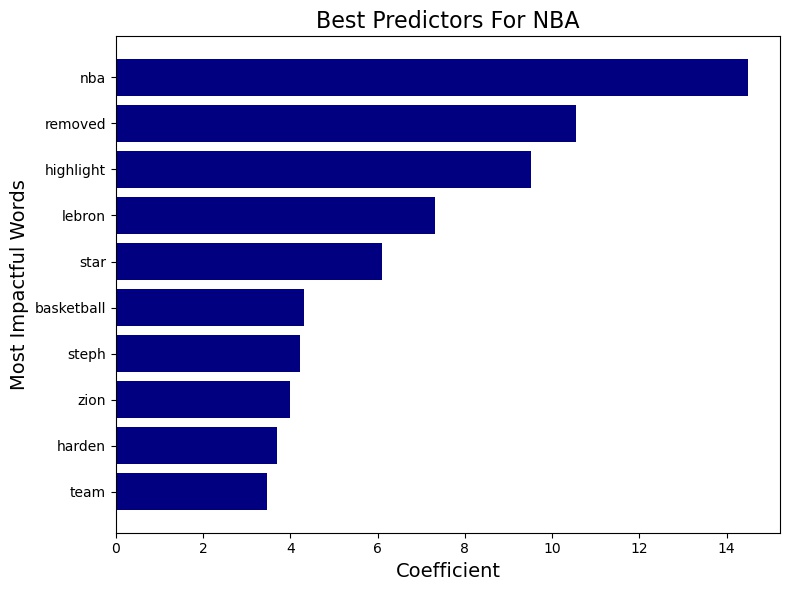 Best Predictors For NBA
Most Impactful Words
nba
removed
highlight
lebron
star
basketball
steph
zion
harden
team
0 2 4 6 8 10 12 14
Coefficient